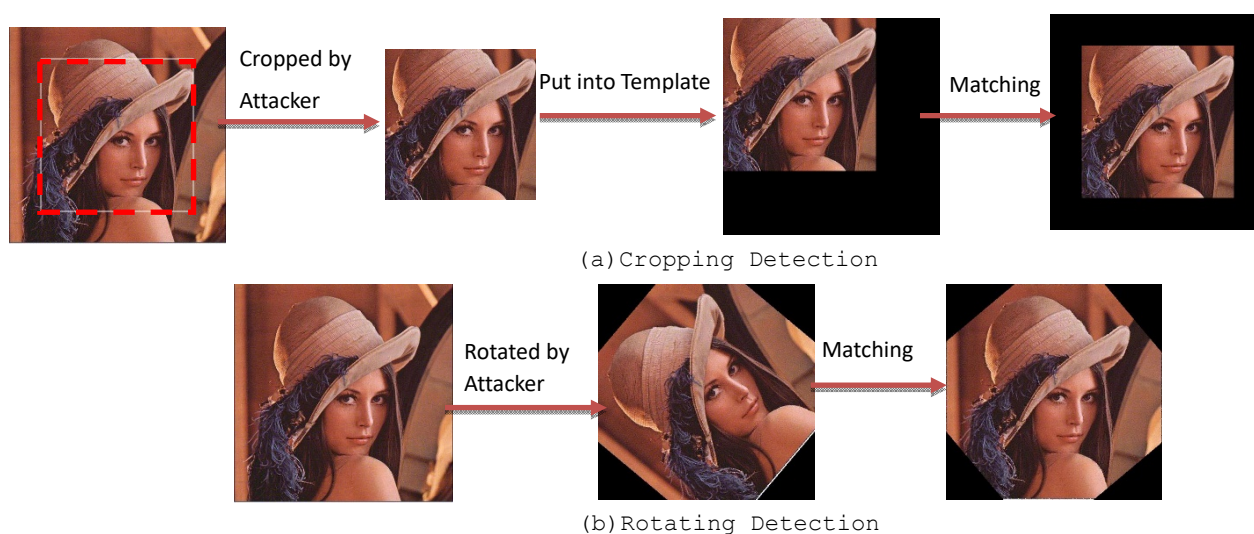 Cropped by
Attacker
Put into Template
Matching
(a)Cropping Detection
Rotated by
Attacker
Matching
(b)Rotating Detection